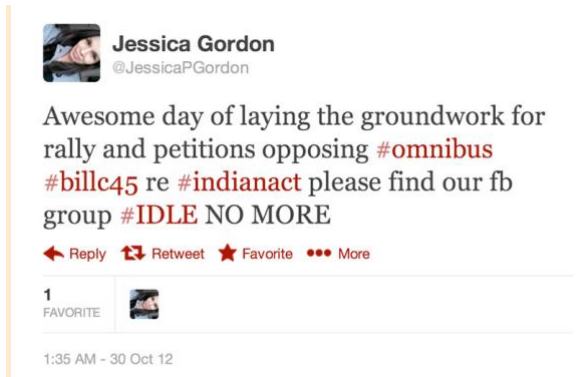 Jessica Gordon
@JessicaPGordon
Awesome day of laying the groundwork for
rally and petitions opposing #omnibus
#billc45 re #indianact please find our fb
group #IDLE NO MORE
Reply Retweet Favorite More
1
FAVORITE
1:35 AM - 30 Oct 12